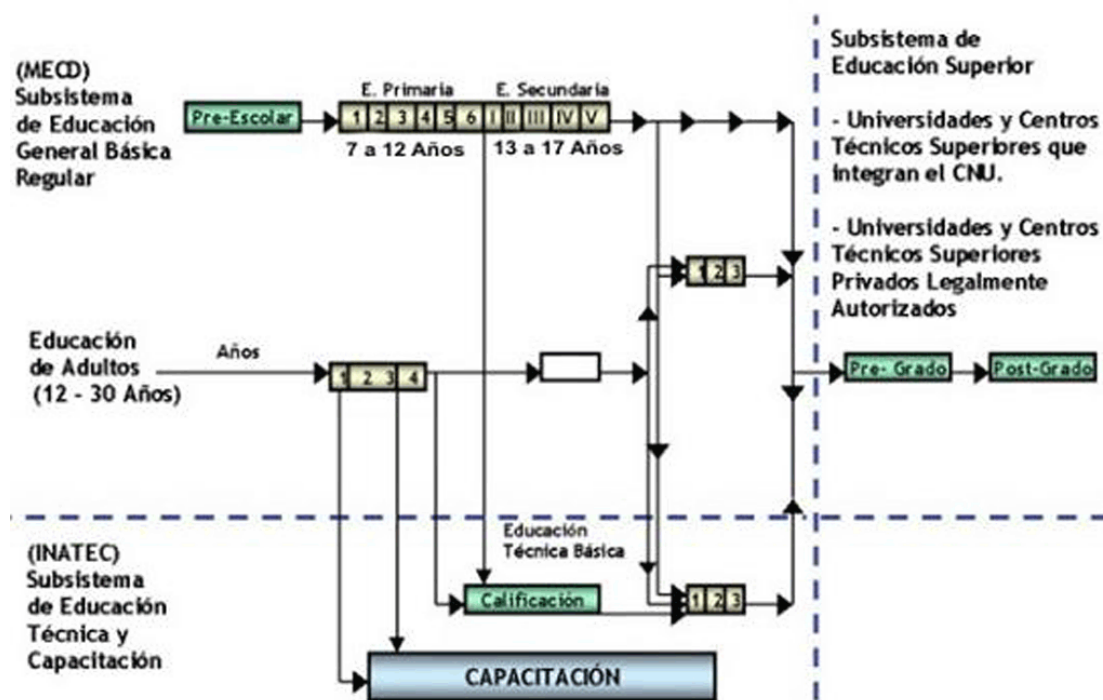 (MECD)
Subsistema
de Educación
General Básica
Regular
Pre-Escolar
E. Primaria
E. Secundaria
1 2 3 4 5 6 I II III IV V
7 a 12 Años
13 a 17 Años
Subsistema de
Educación Superior
- Universidades y Centros
Técnicos Superiores que
integran el CNU.
- Universidades y Centros
Técnicos Superiores
Privados Legalmente
Autorizados
1 2 3
Educación
de Adultos
(12 - 30 Años)
Años
1 2 3 4
Pre- Grado
Post-Grado
(INATEC)
Subsistema
de Educación
Técnica y
Capacitación
Educación
Técnica Básica
Calificación
1 2 3
CAPACITACIÓN